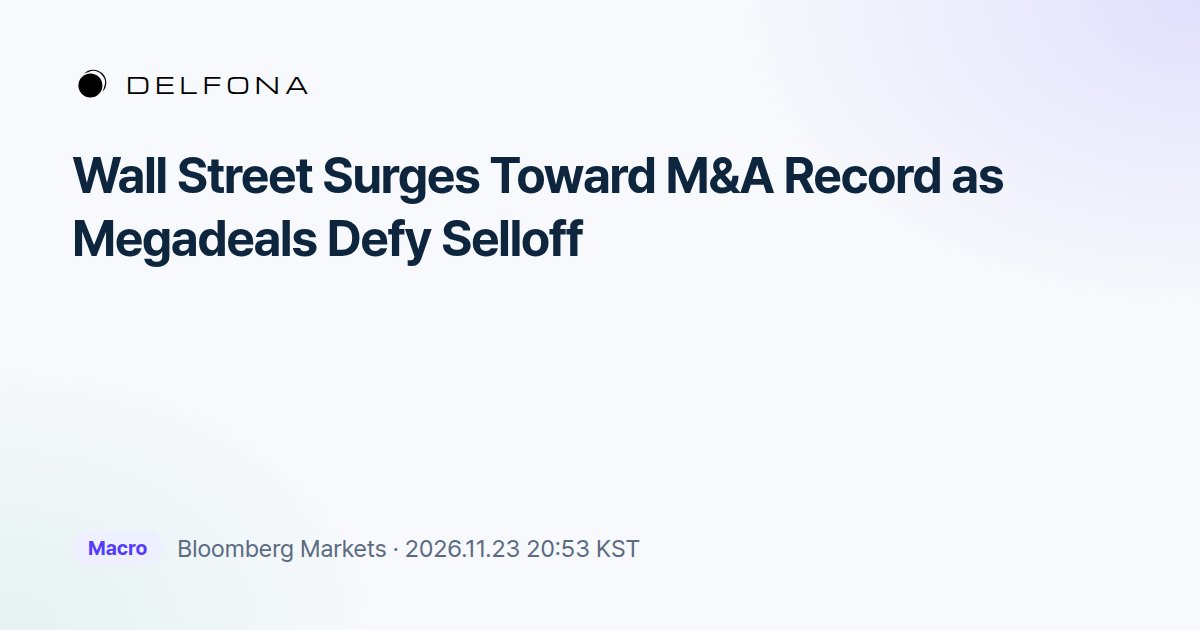 DELFONA
Wall Street Surges Toward M&A Record as
Megadeals Defy Selloff
Macro Bloomberg Markets · 2026.11.23 20:53 KST